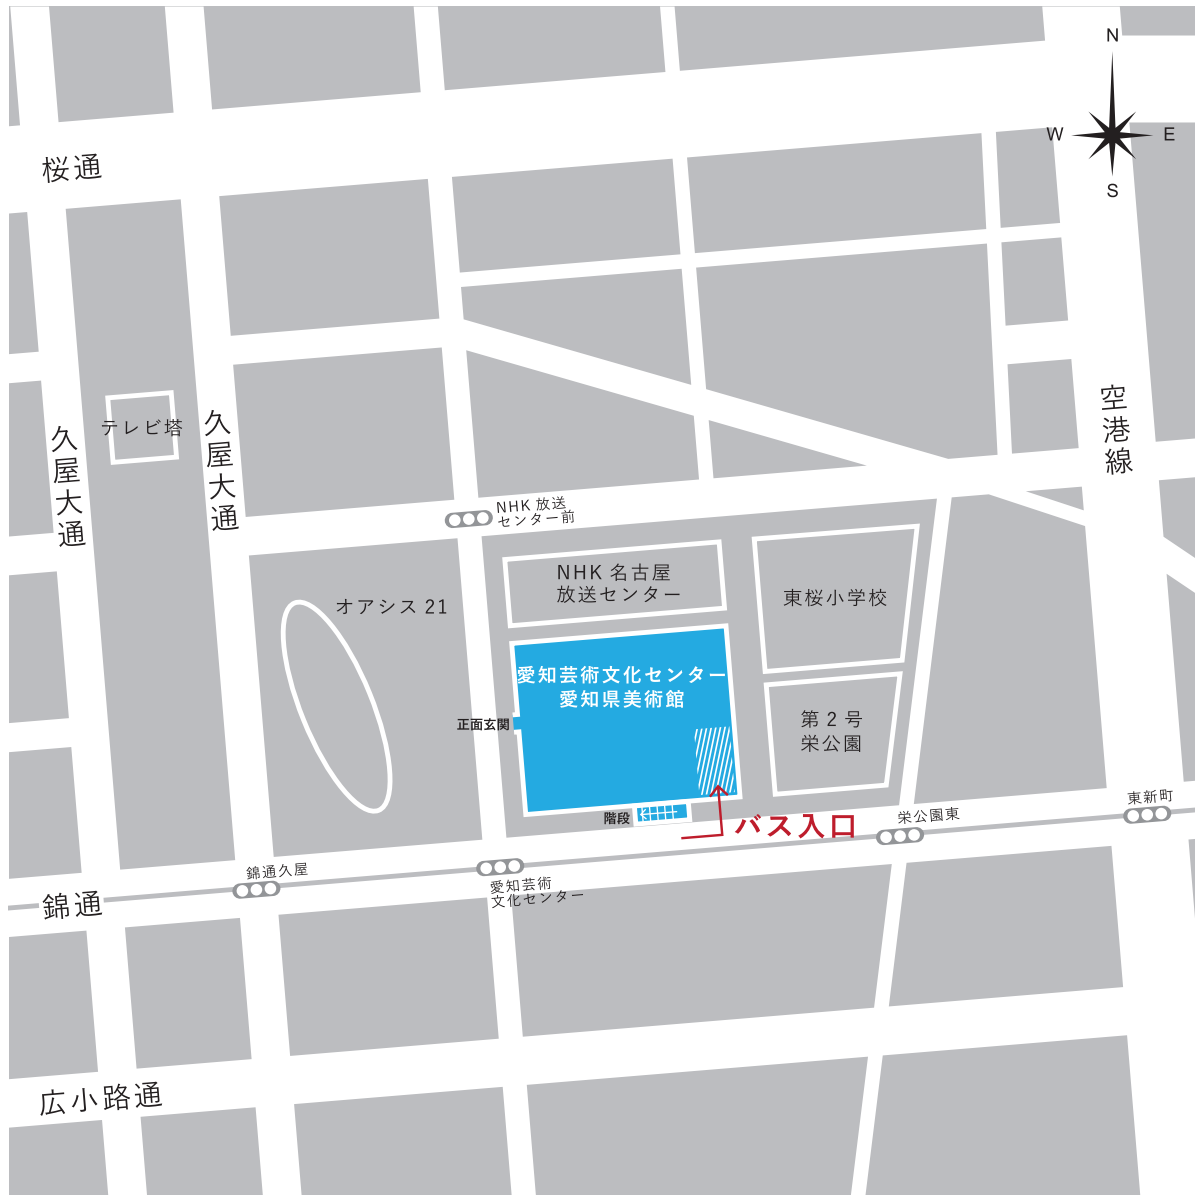 N
W
E
S
桜通
テレビ塔
久屋大通
久屋大通
空港線
NHK 放送
センター前
NHK 名古屋
放送センター
東桜小学校
オアシス 21
愛知芸術文化センター
愛知県美術館
正面玄関
第 2 号
栄公園
階段
バス入口
栄公園東
東新町
錦通久屋
愛知芸術
文化センター
錦通
広小路通